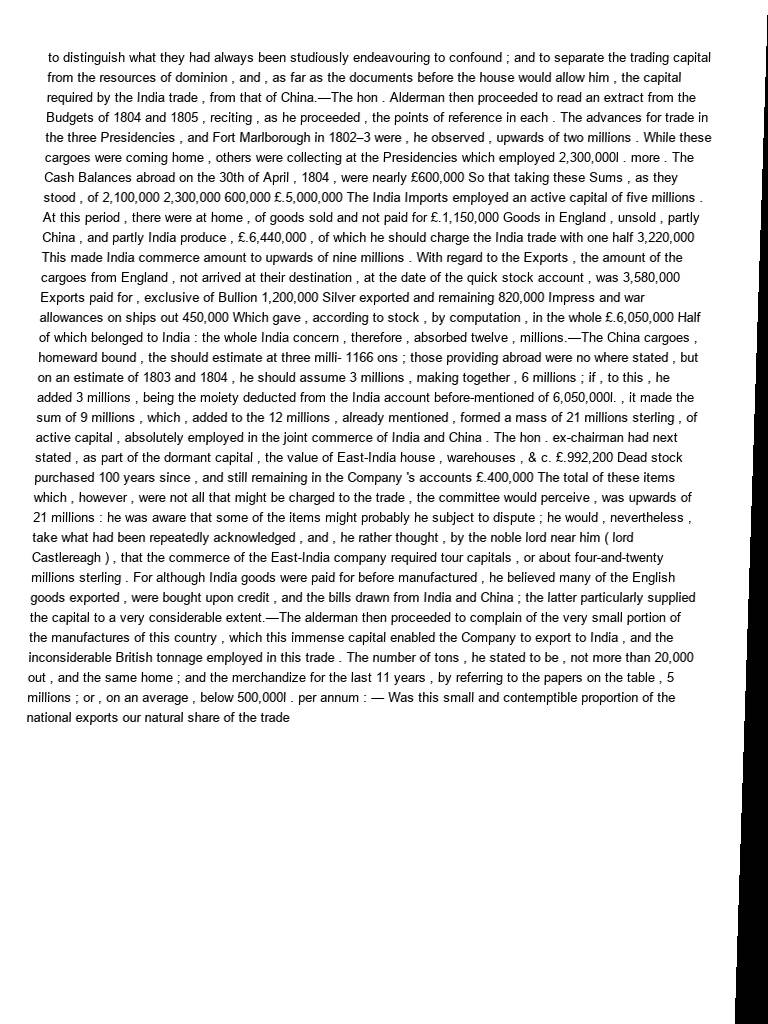 to distinguish what they had always been studiously endeavouring to confound ; and to separate the trading capital
from the resources of dominion , and , as far as the documents before the house would allow him , the capital
required by the India trade , from that of China.—The hon . Alderman then proceeded to read an extract from the
Budgets of 1804 and 1805 , reciting , as he proceeded , the points of reference in each . The advances for trade in
the three Presidencies , and Fort Marlborough in 1802–3 were , he observed , upwards of two millions . While these
cargoes were coming home , others were collecting at the Presidencies which employed 2,300,000l . more . The
Cash Balances abroad on the 30th of April , 1804 , were nearly £600,000 So that taking these Sums , as they
stood , of 2,100,000 2,300,000 600,000 £.5,000,000 The India Imports employed an active capital of five millions .
At this period , there were at home , of goods sold and not paid for £.1,150,000 Goods in England , unsold , partly
China , and partly India produce , £.6,440,000 , of which he should charge the India trade with one half 3,220,000
This made India commerce amount to upwards of nine millions . With regard to the Exports , the amount of the
cargoes from England , not arrived at their destination , at the date of the quick stock account , was 3,580,000
Exports paid for , exclusive of Bullion 1,200,000 Silver exported and remaining 820,000 Impress and war
allowances on ships out 450,000 Which gave , according to stock , by computation , in the whole £.6,050,000 Half
of which belonged to India : the whole India concern , therefore , absorbed twelve , millions.—The China cargoes ,
homeward bound , the should estimate at three milli- 1166 ons ; those providing abroad were no where stated , but
on an estimate of 1803 and 1804 , he should assume 3 millions , making together , 6 millions ; if , to this , he
added 3 millions , being the moiety deducted from the India account before-mentioned of 6,050,000l. , it made the
sum of 9 millions , which , added to the 12 millions , already mentioned , formed a mass of 21 millions sterling , of
active capital , absolutely employed in the joint commerce of India and China . The hon . ex-chairman had next
stated , as part of the dormant capital , the value of East-India house , warehouses , & c. £.992,200 Dead stock
purchased 100 years since , and still remaining in the Company 's accounts £.400,000 The total of these items
which , however , were not all that might be charged to the trade , the committee would perceive , was upwards of
21 millions : he was aware that some of the items might probably he subject to dispute ; he would , nevertheless ,
take what had been repeatedly acknowledged , and , he rather thought , by the noble lord near him ( lord
Castlereagh ) , that the commerce of the East-India company required tour capitals , or about four-and-twenty
millions sterling . For although India goods were paid for before manufactured , he believed many of the English
goods exported , were bought upon credit , and the bills drawn from India and China ; the latter particularly supplied
the capital to a very considerable extent.—The alderman then proceeded to complain of the very small portion of
the manufactures of this country , which this immense capital enabled the Company to export to India , and the
inconsiderable British tonnage employed in this trade . The number of tons , he stated to be , not more than 20,000
out , and the same home ; and the merchandize for the last 11 years , by referring to the papers on the table , 5
millions ; or , on an average , below 500,000l . per annum : — Was this small and contemptible proportion of the
national exports our natural share of the trade